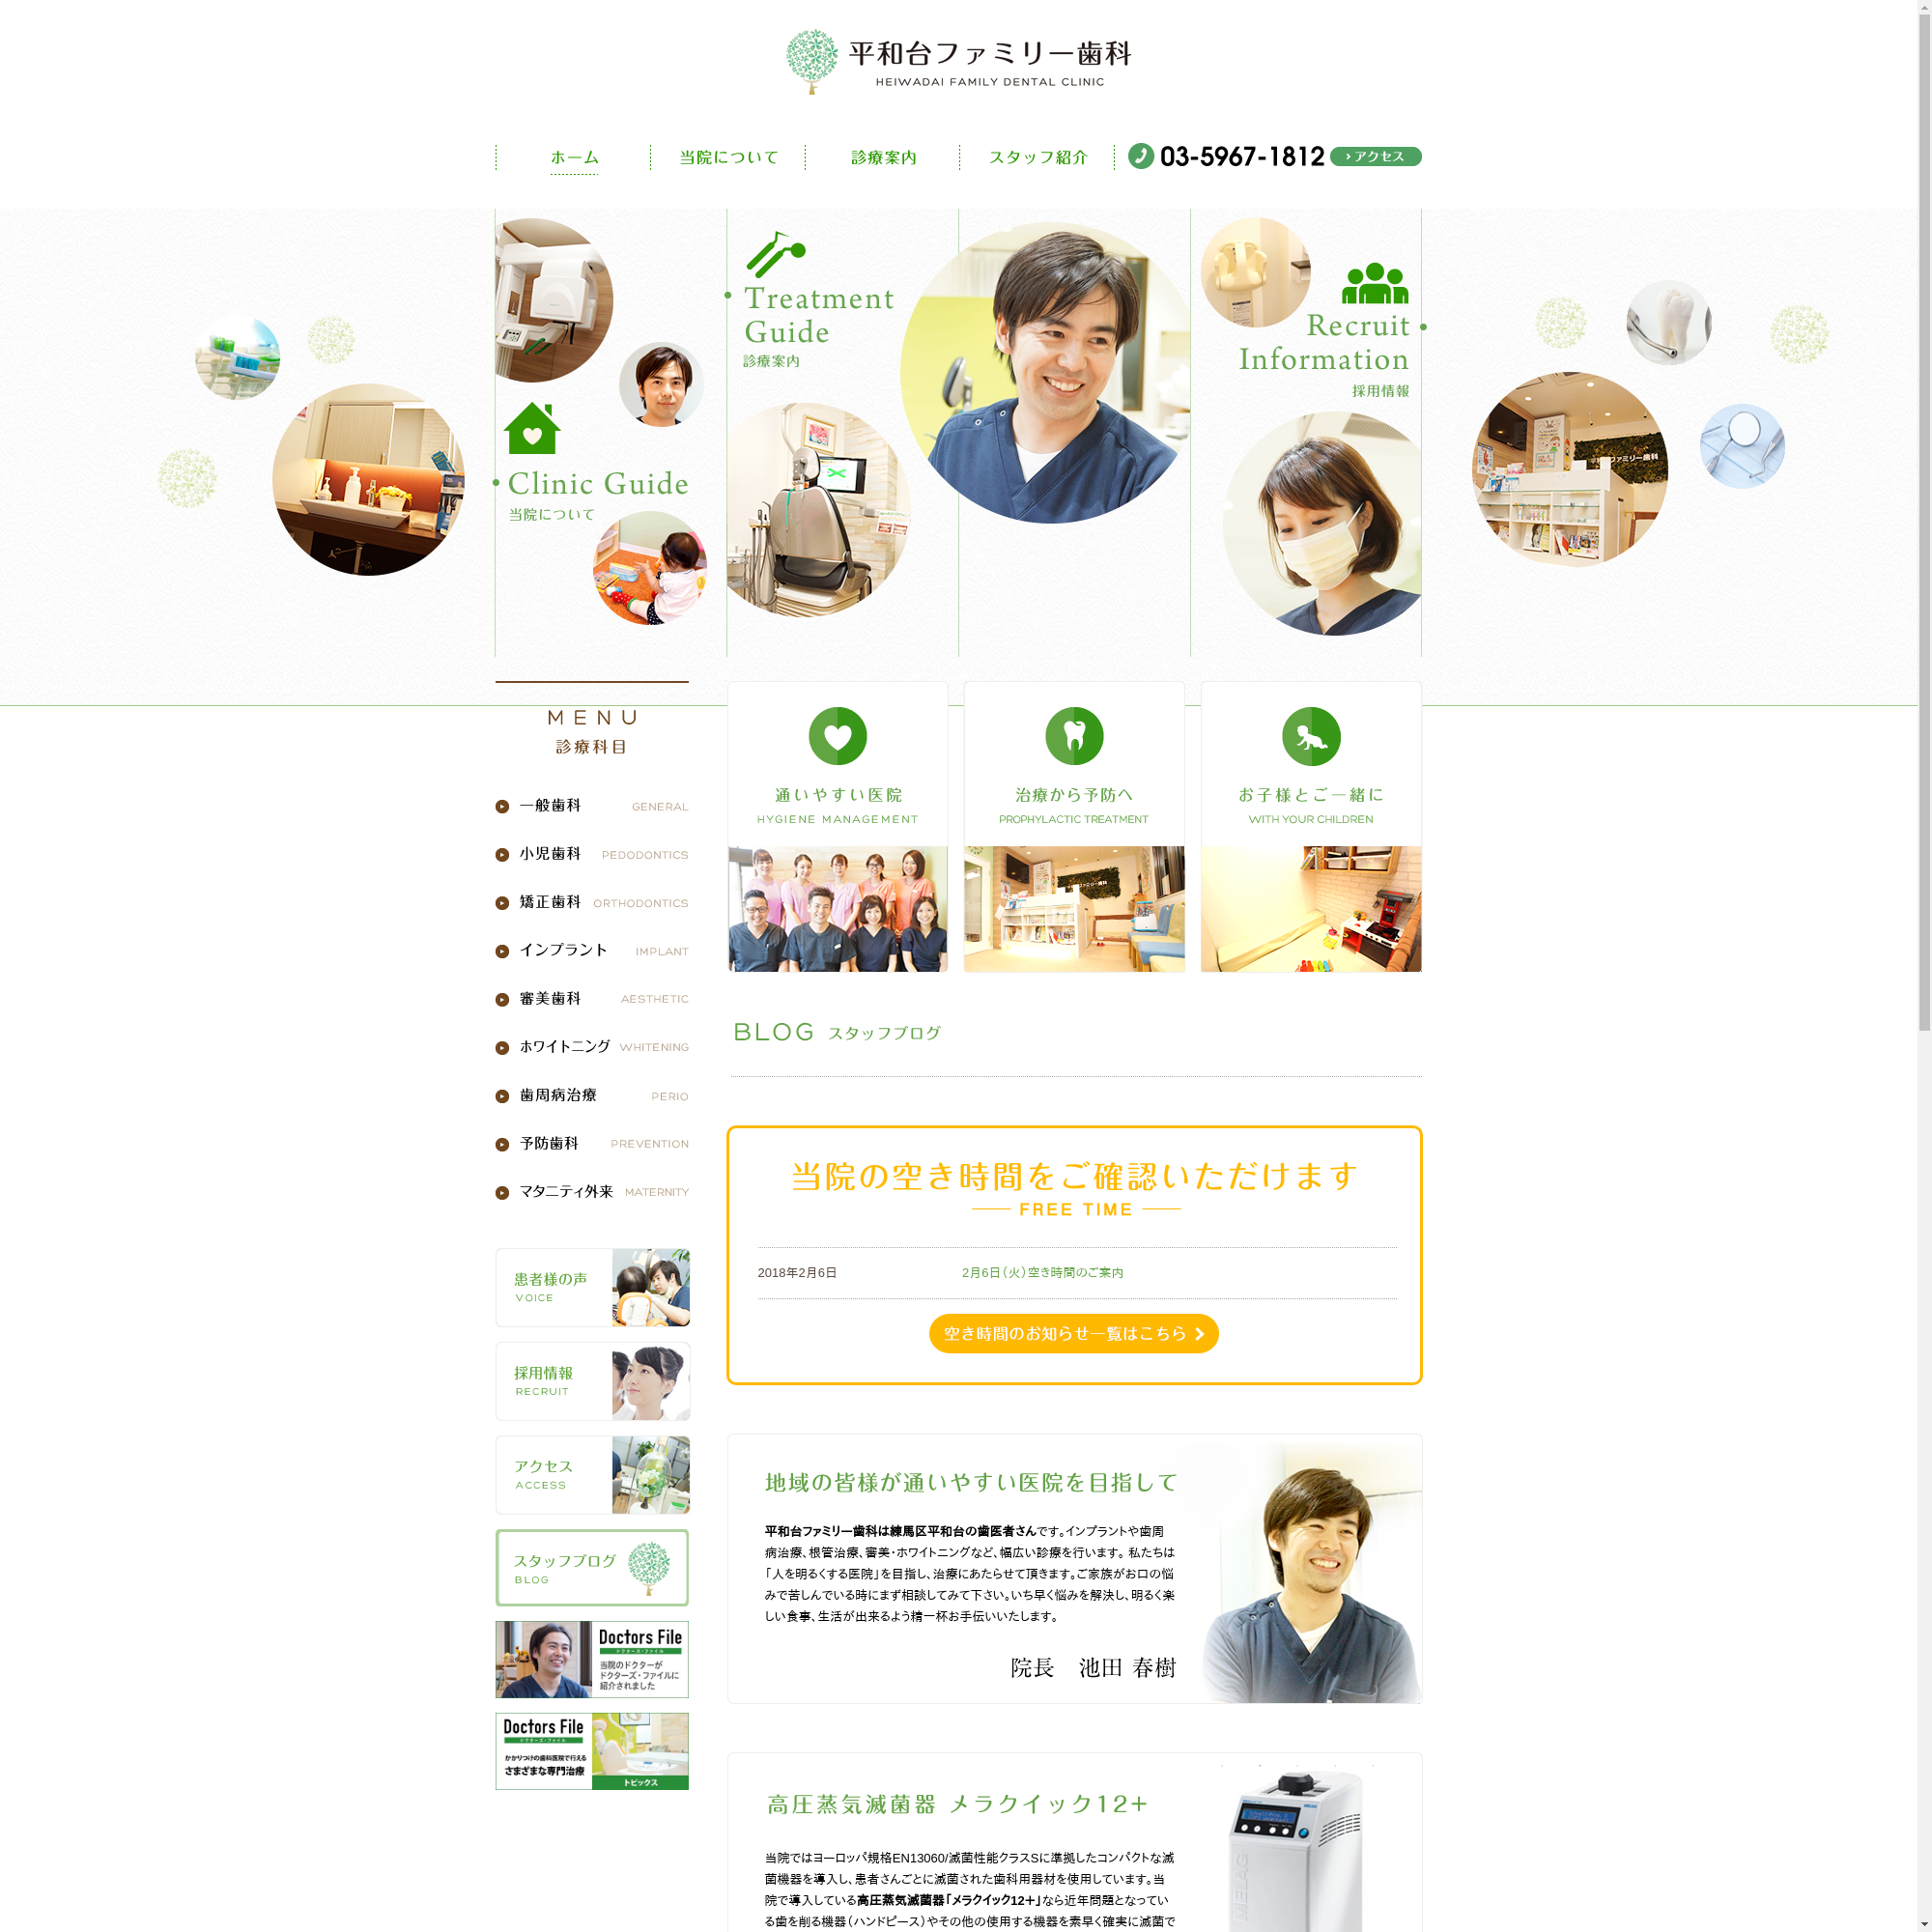 平和台ファミリー歯科
HEIWADAI FAMILY DENTAL CLINIC
ホーム
当院について
診療案内
スタッフ紹介
03-5967-1812
アクセス
Treatment
Guide
診療案内
Recruit
Information
採用情報
Clinic Guide
当院について
平和台ファミリー歯科
MENU
診療科目
一般歯科 GENERAL
小児歯科 PEDODONTICS
矯正歯科 ORTHODONTICS
インプラント IMPLANT
審美歯科 AESTHETIC
ホワイトニング WHITENING
歯周病治療 PERIO
予防歯科 PREVENTION
マタニティ外来 MATERNITY
患者様の声
VOICE
採用情報
RECRUIT
アクセス
ACCESS
スタッフブログ
BLOG
Doctors File
ドクターズ・ファイル
当院のドクターが
ドクターズ・ファイルに
紹介されました
Doctors File
ドクターズ・ファイル
かかりつけの歯科医院で行える
さまざまな専門治療
トピックス
通いやすい医院
HYGIENE MANAGEMENT
治療から予防へ
PROPHYLACTIC TREATMENT
お子様とご一緒に
WITH YOUR CHILDREN
BLOG スタッフブログ
当院の空き時間をご確認いただけます
FREE TIME
2018年2月6日 2月6日（火）空き時間のご案内
空き時間のお知らせ一覧はこちら
地域の皆様が通いやすい医院を目指して
平和台ファミリー歯科は練馬区平和台の歯医者さんです。インプラントや歯周
病治療、根管治療、審美・ホワイトニングなど、幅広い診療を行います。私たちは
「人を明るくする医院」を目指し、治療にあたらせて頂きます。ご家族がお口の悩
みで苦しんでいる時にまず相談してみて下さい。いち早く悩みを解決し、明るく楽
しい食事、生活が出来るよう精一杯お手伝いいたします。
院長　池田 春樹
高圧蒸気滅菌器 メラクイック12+
当院ではヨーロッパ規格EN13060/滅菌性能クラスSに準拠したコンパクトな滅
菌機器を導入し、患者さんごとに滅菌された歯科用器材を使用しています。当
院で導入している高圧蒸気滅菌器「メラクイック12＋」なら近年問題となってい
る歯を削る機器（ハンドピース）やその他の使用する機器を素早く確実に滅菌で
MELAG